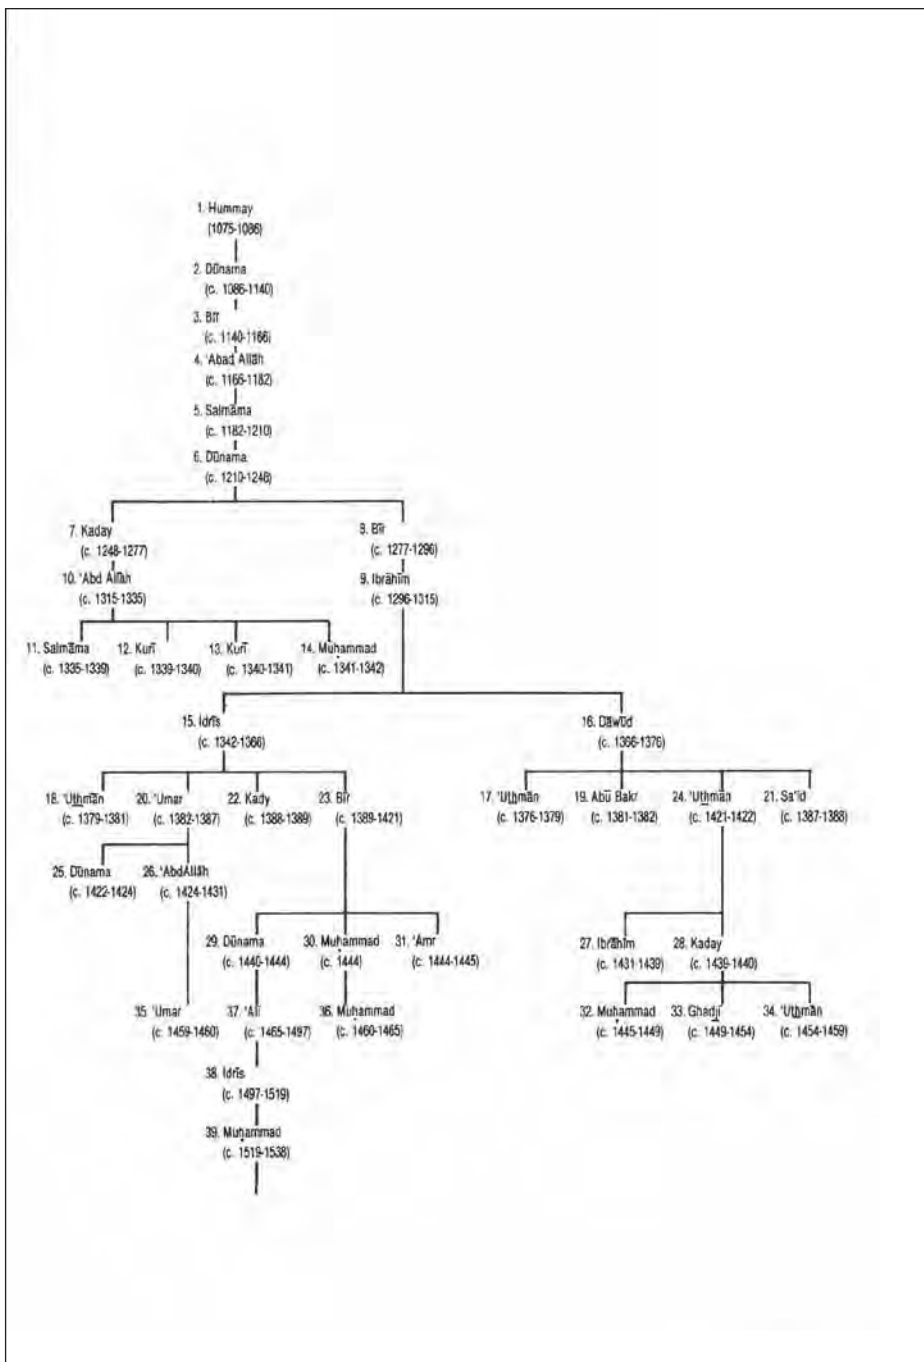 1. Hummay
(1075-1086)
2. Dūnama
(c. 1086-1140)
3. Bīr
(c. 1140-1166)
4. 'Abad Allāh
(c. 1166-1182)
5. Salmāma
(c. 1182-1210)
6. Dūnama
(c. 1210-1248)
7. Kaday
(c. 1248-1277)
8. Bīr
(c. 1277-1296)
10. 'Abd Allāh
(c. 1315-1335)
9. Ibrāhīm
(c. 1296-1315)
11. Salmāma
(c. 1335-1339)
12. Kurī
(c. 1339-1340)
13. Kurī
(c. 1340-1341)
14. Muḥammad
(c. 1341-1342)
15. Idrīs
(c. 1342-1366)
16. Dāwūd
(c. 1366-1376)
18. 'Uthmān
(c. 1379-1381)
20. 'Umar
(c. 1382-1387)
22. Kady
(c. 1388-1389)
23. Bīr
(c. 1389-1421)
17. 'Uthmān
(c. 1376-1379)
19. Abū Bakr
(c. 1381-1382)
24. 'Uthmān
(c. 1421-1422)
21. Sa'īd
(c. 1387-1388)
25. Dūnama
(c. 1422-1424)
26. 'AbdAllāh
(c. 1424-1431)
29. Dūnama
(c. 1440-1444)
30. Muḥammad
(c. 1444)
31. 'Amr
(c. 1444-1445)
27. Ibrāhīm
(c. 1431-1439)
28. Kaday
(c. 1439-1440)
35. 'Umar
(c. 1459-1460)
37. 'Alī
(c. 1465-1497)
36. Muḥammad
(c. 1460-1465)
32. Muḥammad
(c. 1445-1449)
33. Ghadjī
(c. 1449-1454)
34. 'Uthmān
(c. 1454-1459)
38. Idrīs
(c. 1497-1519)
39. Muḥammad
(c. 1519-1538)